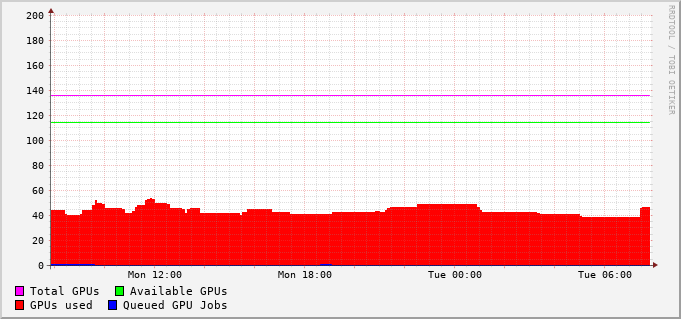 200
180
160
140
120
100
80
60
40
20
0
Mon 12:00 Mon 18:00 Tue 00:00 Tue 06:00
Total GPUs Available GPUs
GPUs used Queued GPU Jobs
RRDTOOL / TOBI OETIKER